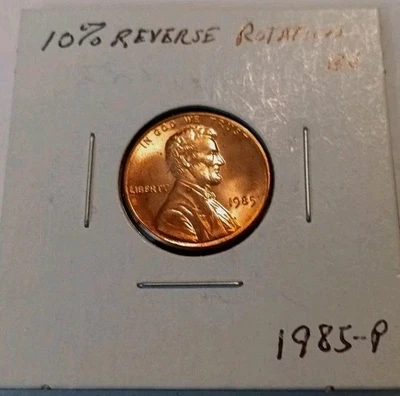 10% REVERSE ROTATION
IN GOD WE TRUST
LIBERTY
1985
1985-P